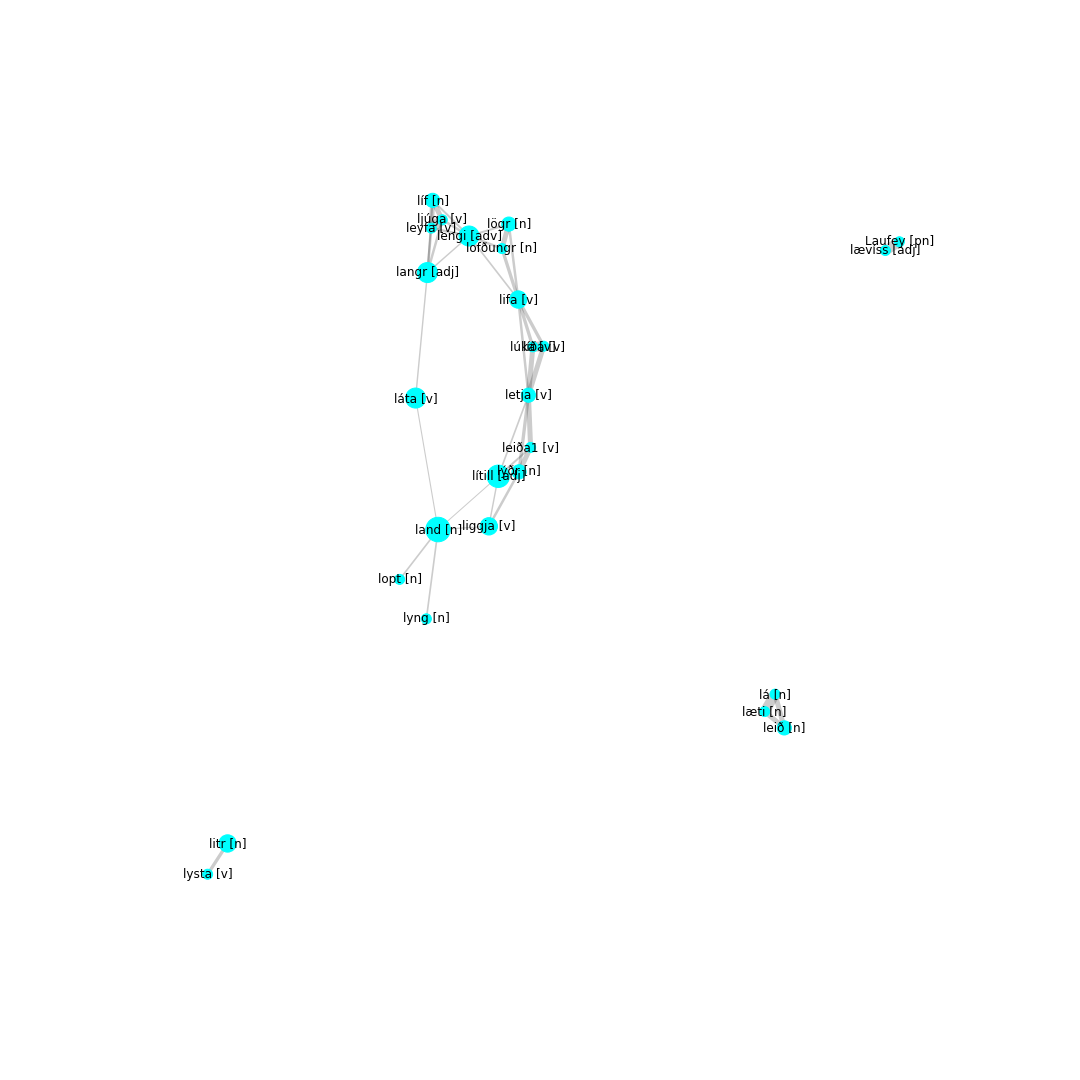 líf [n]
ljúga [v]
leyfa [v]
lögr [n]
lengi [adv]
lofðungr [n]
Laufey [pn]
læviss [adj]
langr [adj]
lifa [v]
láta [v]
letja [v]
leiða1 [v]
lítill [adj]
land [n]
liggja [v]
lopt [n]
lyng [n]
lá [n]
læti [n]
leið [n]
litr [n]
lysta [v]